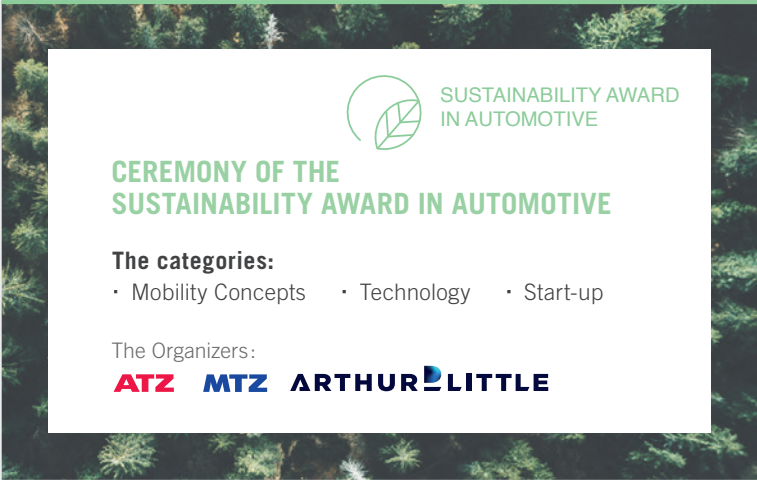 SUSTAINABILITY AWARD
IN AUTOMOTIVE
CEREMONY OF THE
SUSTAINABILITY AWARD IN AUTOMOTIVE
The categories:
· Mobility Concepts · Technology · Start-up
The Organizers:
ATZ MTZ ARTHUR D LITTLE